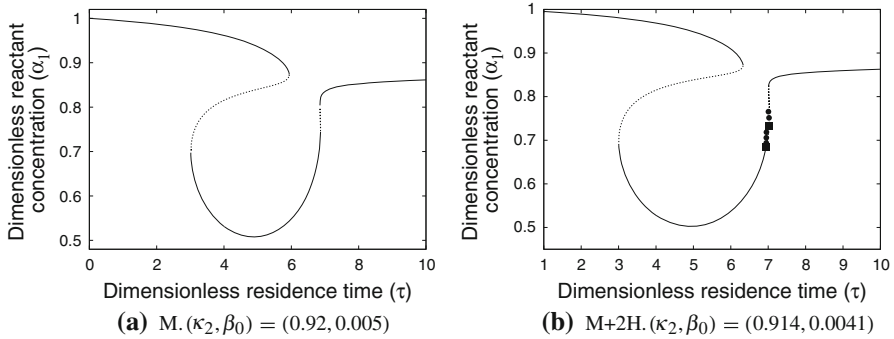 Dimensionless reactant
concentration (α₁)
1
0.9
0.8
0.7
0.6
0.5
0 2 4 6 8 10
Dimensionless residence time (τ)
(a) M. (κ₂, β₀) = (0.92, 0.005)
Dimensionless reactant
concentration (α₁)
1
0.9
0.8
0.7
0.6
0.5
1 2 3 4 5 6 7 8 9 10
Dimensionless residence time (τ)
(b) M+2H. (κ₂, β₀) = (0.914, 0.0041)